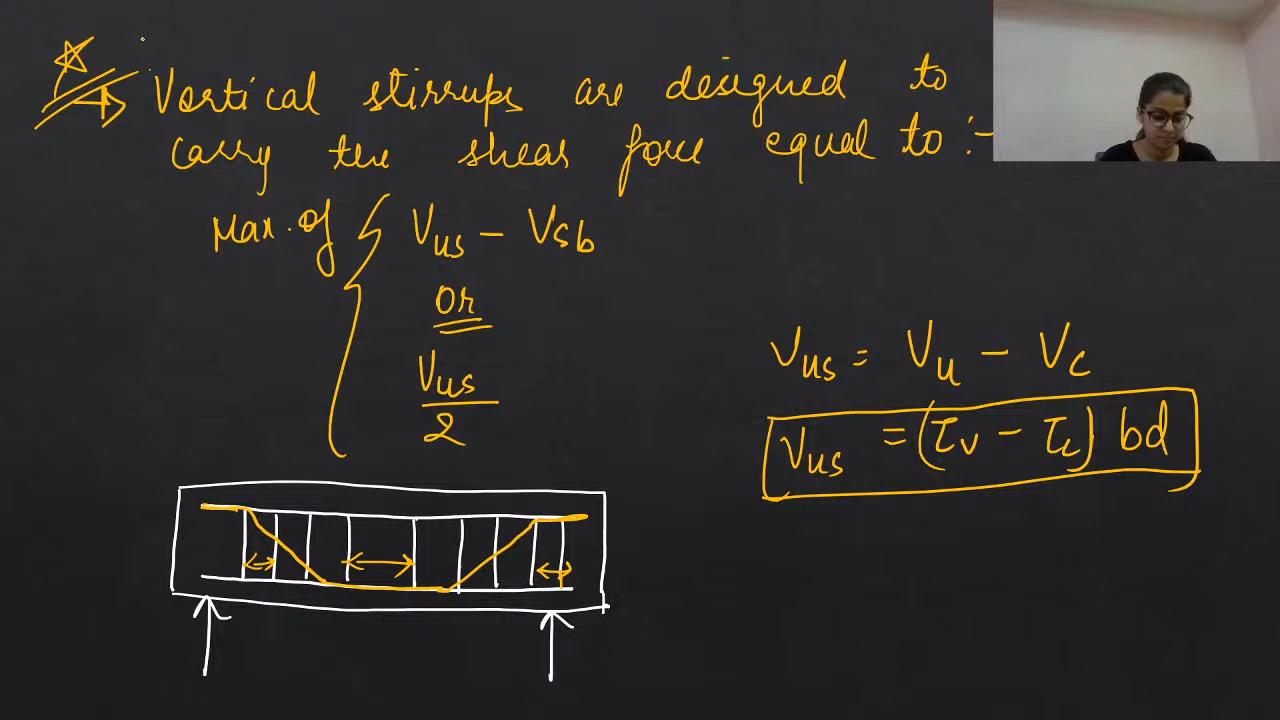 Vertical stirrups are designed to
carry the shear force equal to :-
Max. of
Vus - Vsb
or
Vus
2
Vus = Vu - Vc
Vus = (τv - τc) bd